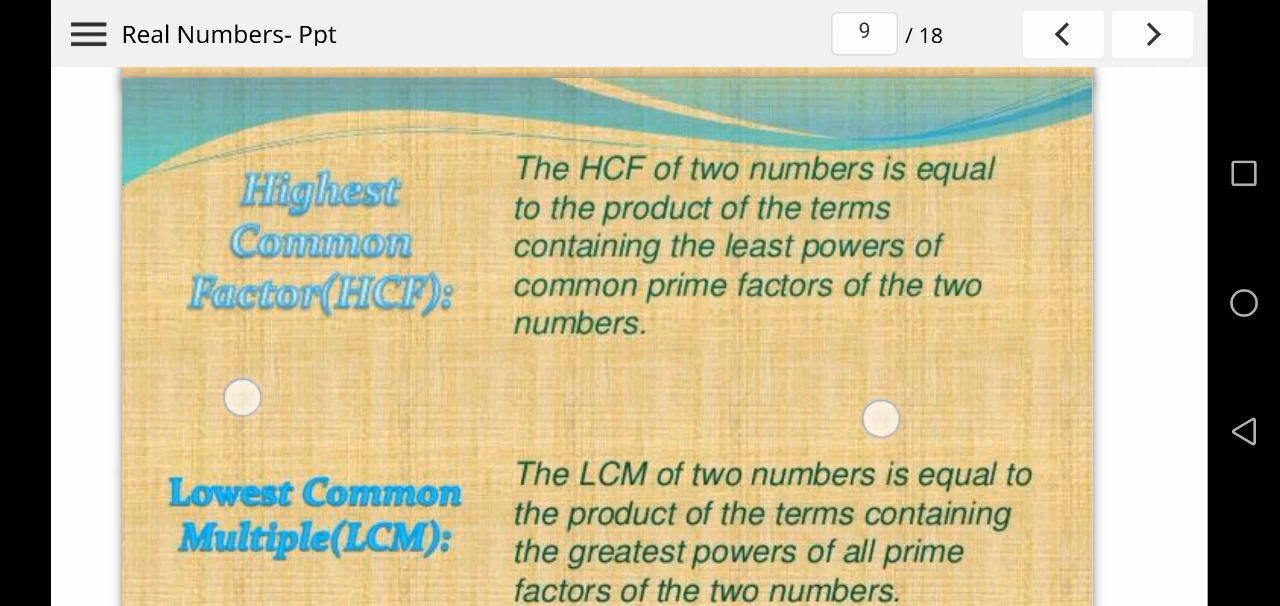 Real Numbers- Ppt
9 / 18
Highest
Common
Factor(HCF):
The HCF of two numbers is equal
to the product of the terms
containing the least powers of
common prime factors of the two
numbers.
Lowest Common
Multiple(LCM):
The LCM of two numbers is equal to
the product of the terms containing
the greatest powers of all prime
factors of the two numbers.